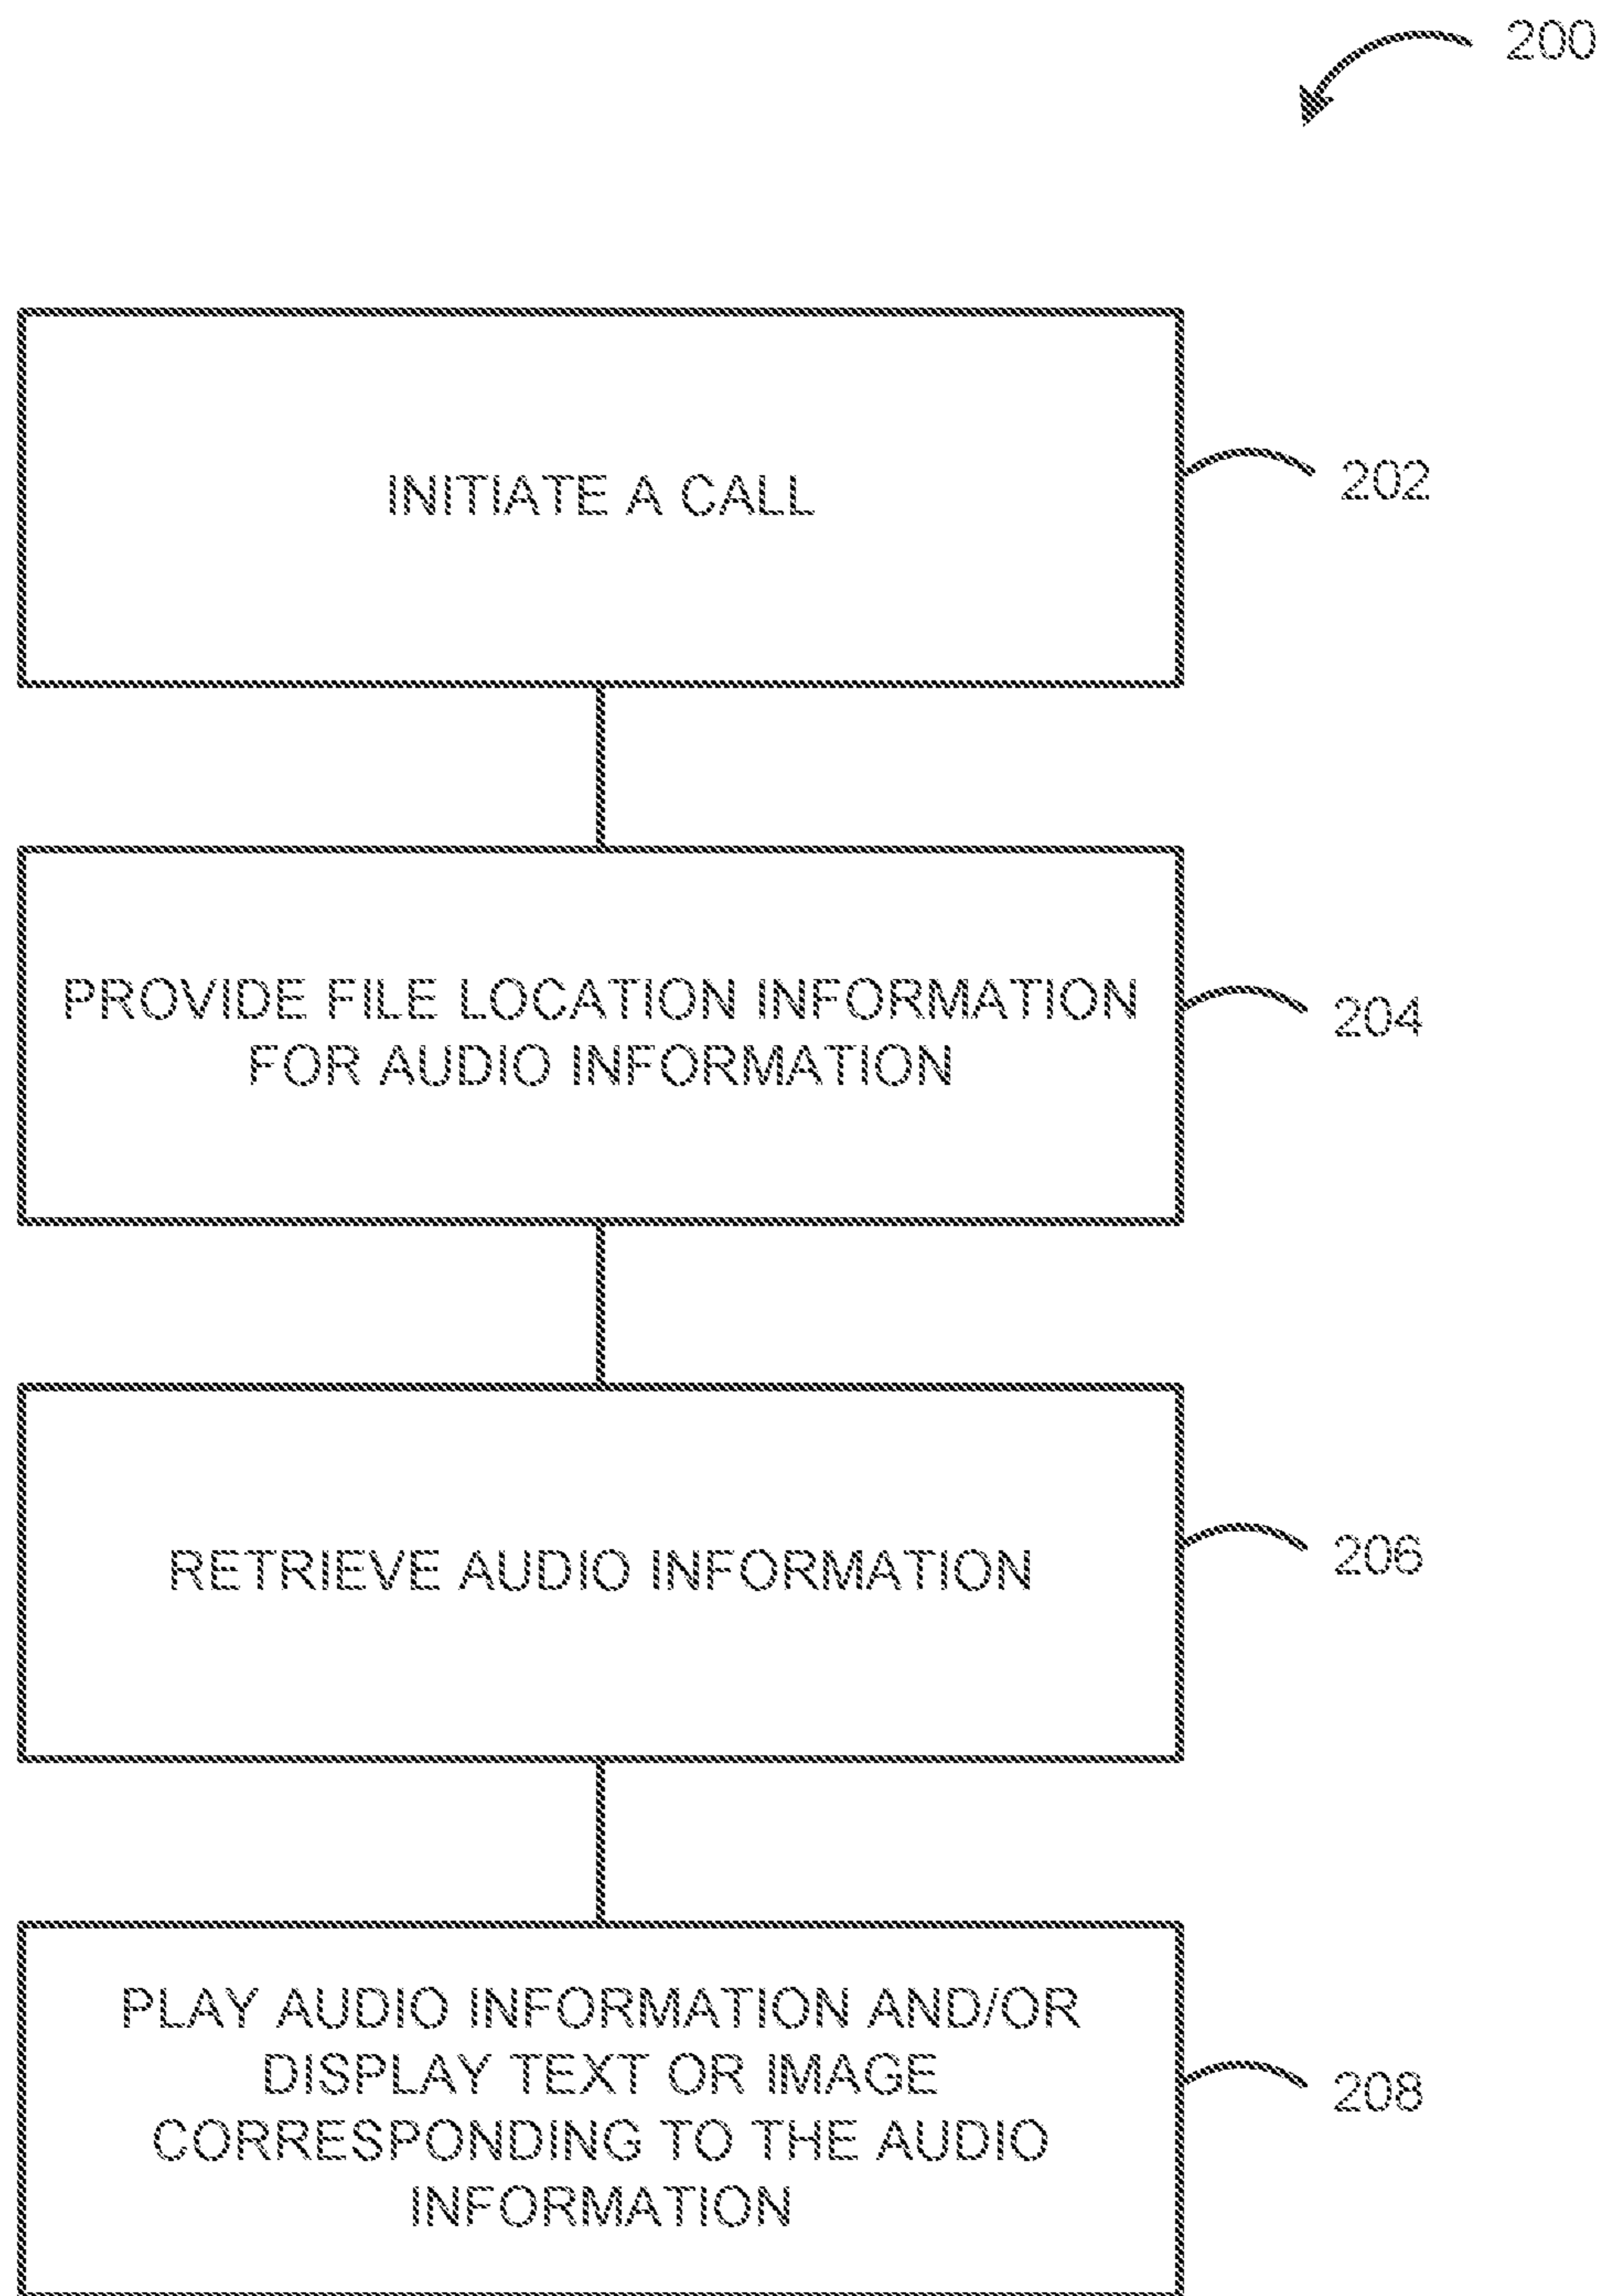 200
INITIATE A CALL
202
PROVIDE FILE LOCATION INFORMATION
FOR AUDIO INFORMATION
204
RETRIEVE AUDIO INFORMATION
206
PLAY AUDIO INFORMATION AND/OR
DISPLAY TEXT OR IMAGE
CORRESPONDING TO THE AUDIO
INFORMATION
208